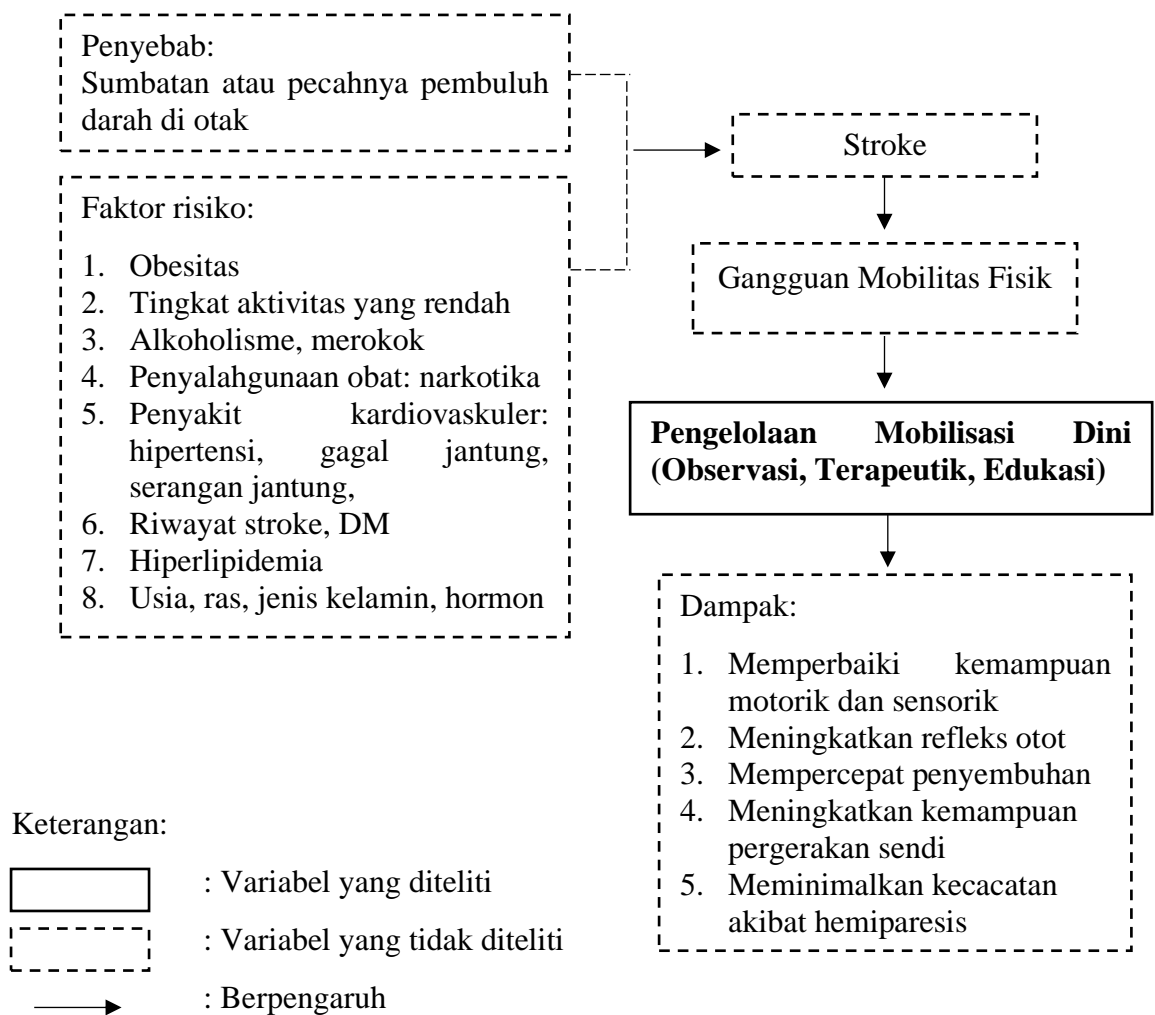 Penyebab:
Sumbatan atau pecahnya pembuluh
darah di otak
Faktor risiko:
1. Obesitas
2. Tingkat aktivitas yang rendah
3. Alkoholisme, merokok
4. Penyalahgunaan obat: narkotika
5. Penyakit kardiovaskuler:
hipertensi, gagal jantung,
serangan jantung,
6. Riwayat stroke, DM
7. Hiperlipidemia
8. Usia, ras, jenis kelamin, hormon
Stroke
Gangguan Mobilitas Fisik
Pengelolaan Mobilisasi Dini
(Observasi, Terapeutik, Edukasi)
Dampak:
1. Memperbaiki kemampuan
motorik dan sensorik
2. Meningkatkan refleks otot
3. Mempercepat penyembuhan
4. Meningkatkan kemampuan
pergerakan sendi
5. Meminimalkan kecacatan
akibat hemiparesis
Keterangan:
: Variabel yang diteliti
: Variabel yang tidak diteliti
: Berpengaruh